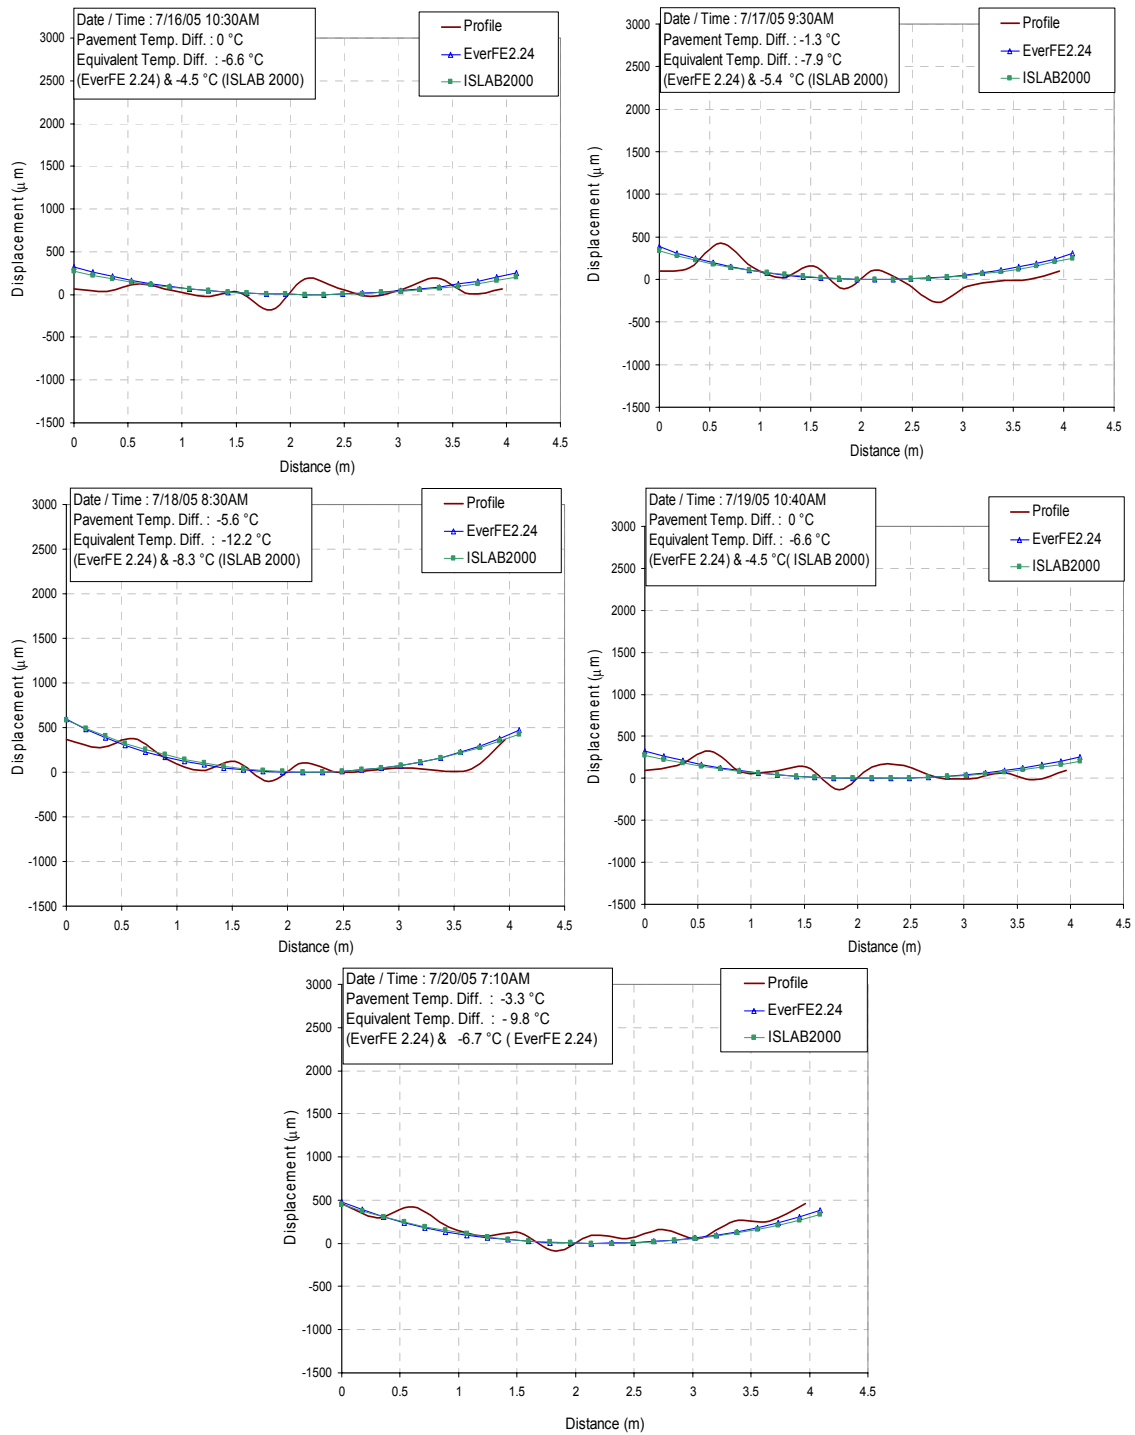 Date / Time : 7/16/05 10:30AM
Pavement Temp. Diff. : 0 °C
Equivalent Temp. Diff. : -6.6 °C
(EverFE 2.24) & -4.5 °C (ISLAB 2000)
Profile
EverFE2.24
ISLAB2000
3000
2500
2000
1500
1000
500
0
-500
-1000
-1500
Displacement (μm)
0 0.5 1 1.5 2 2.5 3 3.5 4 4.5
Distance (m)
Date / Time : 7/17/05 9:30AM
Pavement Temp. Diff. : -1.3 °C
Equivalent Temp. Diff. : -7.9 °C
(EverFE 2.24) & -5.4 °C (ISLAB 2000)
Profile
EverFE2.24
ISLAB2000
3000
2500
2000
1500
1000
500
0
-500
-1000
-1500
Displacement (μm)
0 0.5 1 1.5 2 2.5 3 3.5 4 4.5
Distance (m)
Date / Time : 7/18/05 8:30AM
Pavement Temp. Diff. : -5.6 °C
Equivalent Temp. Diff. : -12.2 °C
(EverFE 2.24) & -8.3 °C (ISLAB 2000)
Profile
EverFE2.24
ISLAB2000
3000
2500
2000
1500
1000
500
0
-500
-1000
-1500
Displacement (μm)
0 0.5 1 1.5 2 2.5 3 3.5 4 4.5
Distance (m)
Date / Time : 7/19/05 10:40AM
Pavement Temp. Diff. : 0 °C
Equivalent Temp. Diff. : -6.6 °C
(EverFE 2.24) & -4.5 °C( ISLAB 2000)
Profile
EverFE2.24
ISLAB2000
3000
2500
2000
1500
1000
500
0
-500
-1000
-1500
Displacement (μm)
0 0.5 1 1.5 2 2.5 3 3.5 4 4.5
Distance (m)
Date / Time : 7/20/05 7:10AM
Pavement Temp. Diff. : -3.3 °C
Equivalent Temp. Diff. : - 9.8 °C
(EverFE 2.24) & -6.7 °C ( EverFE 2.24)
Profile
EverFE2.24
ISLAB2000
3000
2500
2000
1500
1000
500
0
-500
-1000
-1500
Displacement (μm)
0 0.5 1 1.5 2 2.5 3 3.5 4 4.5
Distance (m)